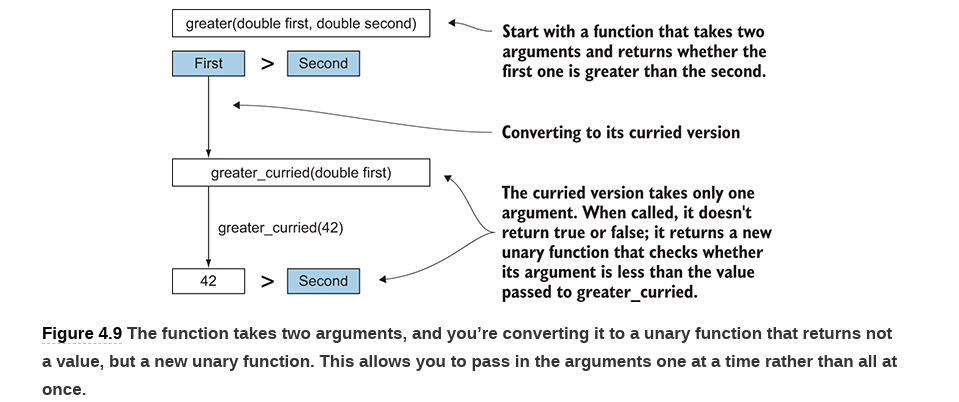 greater(double first, double second)
First > Second
Start with a function that takes two
arguments and returns whether the
first one is greater than the second.
Converting to its curried version
greater_curried(double first)
greater_curried(42)
42 > Second
The curried version takes only one
argument. When called, it doesn't
return true or false; it returns a new
unary function that checks whether
its argument is less than the value
passed to greater_curried.
Figure 4.9 The function takes two arguments, and you’re converting it to a unary function that returns not
a value, but a new unary function. This allows you to pass in the arguments one at a time rather than all at
once.